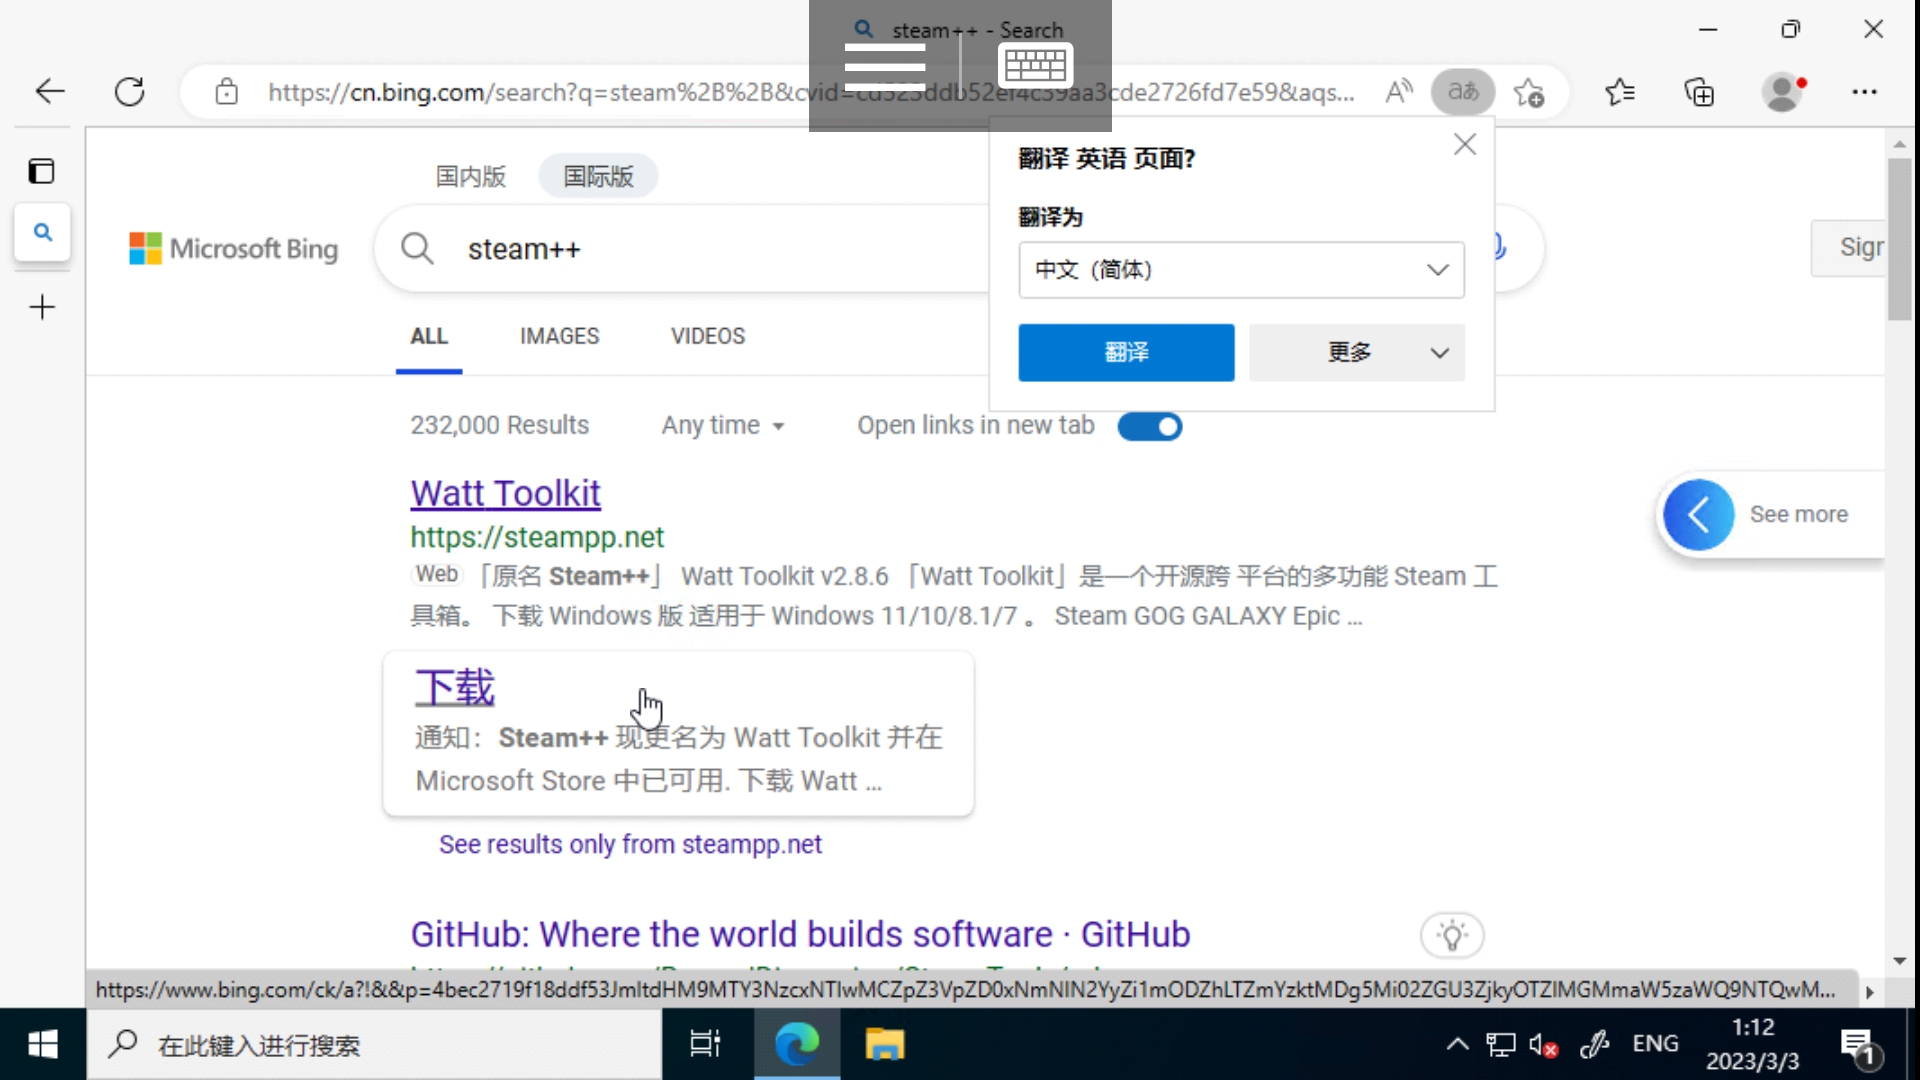 steam++ - Search
https://cn.bing.com/search?q=steam%2B%2B&cvid=cd523ddb52ef4c39aa3cde2726fd7e59&aqs...
aあ
翻译 英语 页面?
翻译为
中文 (简体)
翻译
更多
国内版
国际版
Microsoft Bing
steam++
Sign
ALL
IMAGES
VIDEOS
232,000 Results
Any time
Open links in new tab
Watt Toolkit
https://steampp.net
Web 「原名 Steam++」 Watt Toolkit v2.8.6 「Watt Toolkit」是一个开源跨 平台的多功能 Steam 工
具箱。 下载 Windows 版 适用于 Windows 11/10/8.1/7 。 Steam GOG GALAXY Epic ...
See more
下载
通知：Steam++ 现更名为 Watt Toolkit 并在
Microsoft Store 中已可用. 下载 Watt ...
See results only from steampp.net
GitHub: Where the world builds software · GitHub
在此键入进行搜索
ENG
1:12
2023/3/3
1